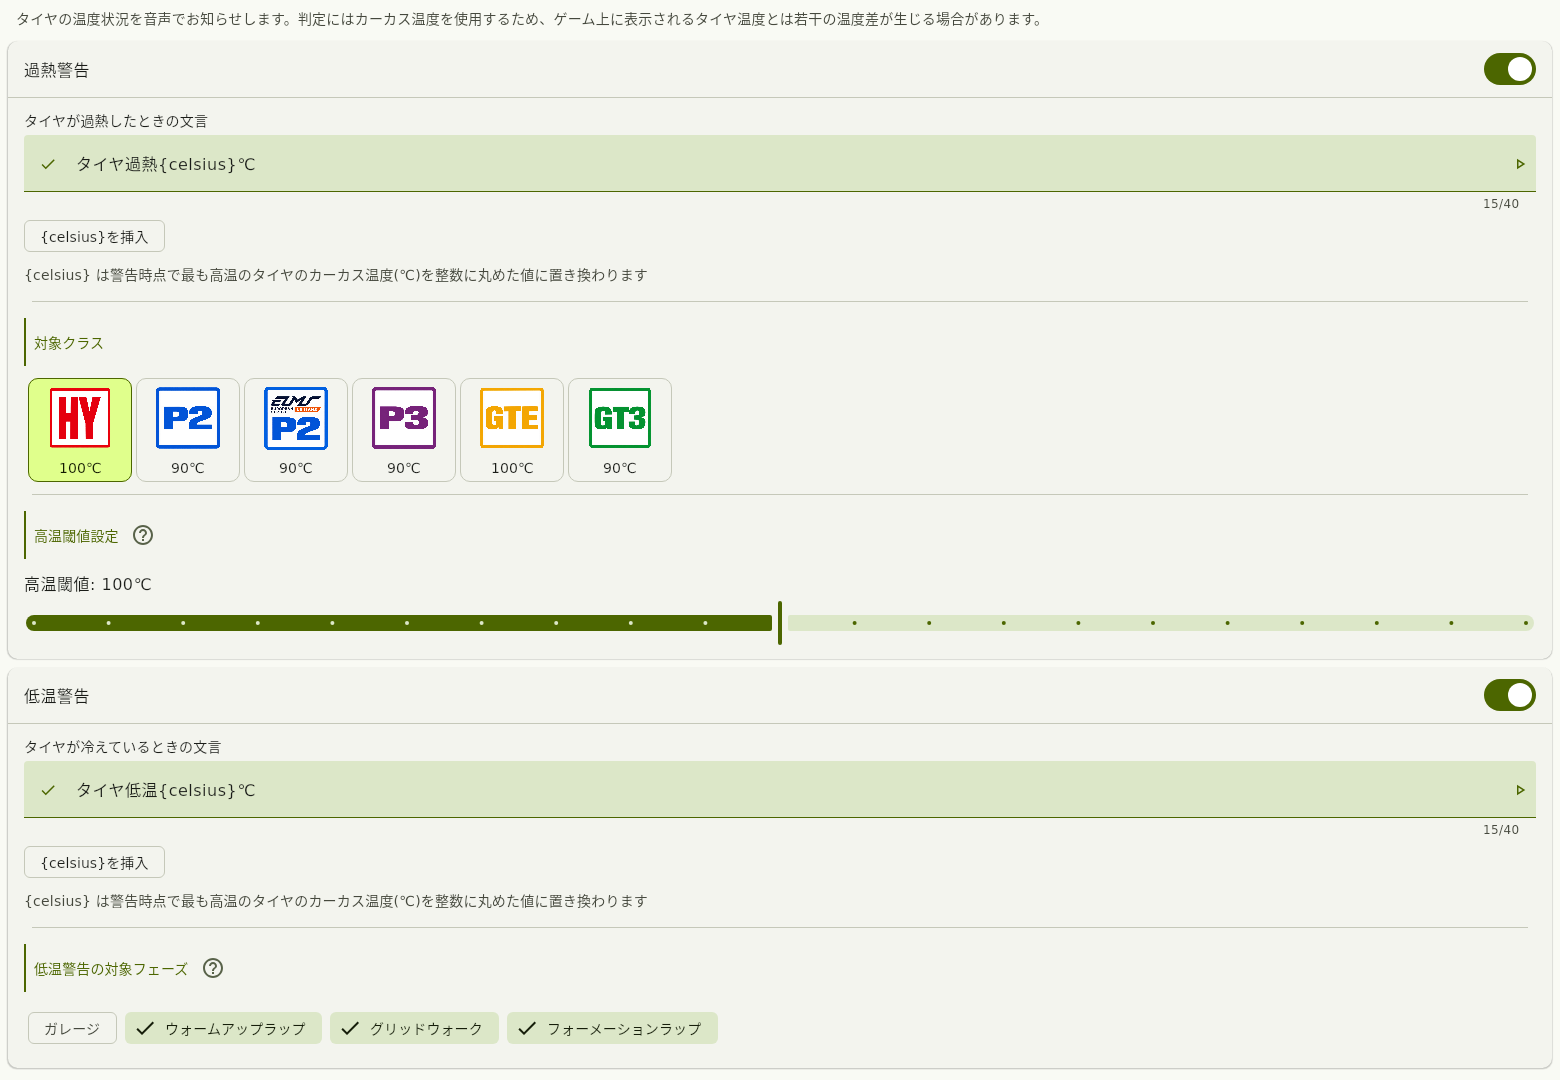 タイヤの温度状況を音声でお知らせします。判定にはカーカス温度を使用するため、ゲーム上に表示されるタイヤ温度とは若干の温度差が生じる場合があります。
過熱警告
タイヤが過熱したときの文言
タイヤ過熱{celsius}℃
15/40
{celsius}を挿入
{celsius} は警告時点で最も高温のタイヤのカーカス温度(℃)を整数に丸めた値に置き換わります
対象クラス
HY P2 ELMS P2 P3 GTE GT3
100℃ 90℃ 90℃ 90℃ 100℃ 90℃
高温閾値設定
高温閾値: 100℃
低温警告
タイヤが冷えているときの文言
タイヤ低温{celsius}℃
15/40
{celsius}を挿入
{celsius} は警告時点で最も高温のタイヤのカーカス温度(℃)を整数に丸めた値に置き換わります
低温警告の対象フェーズ
ガレージ ウォームアップラップ グリッドウォーク フォーメーションラップ